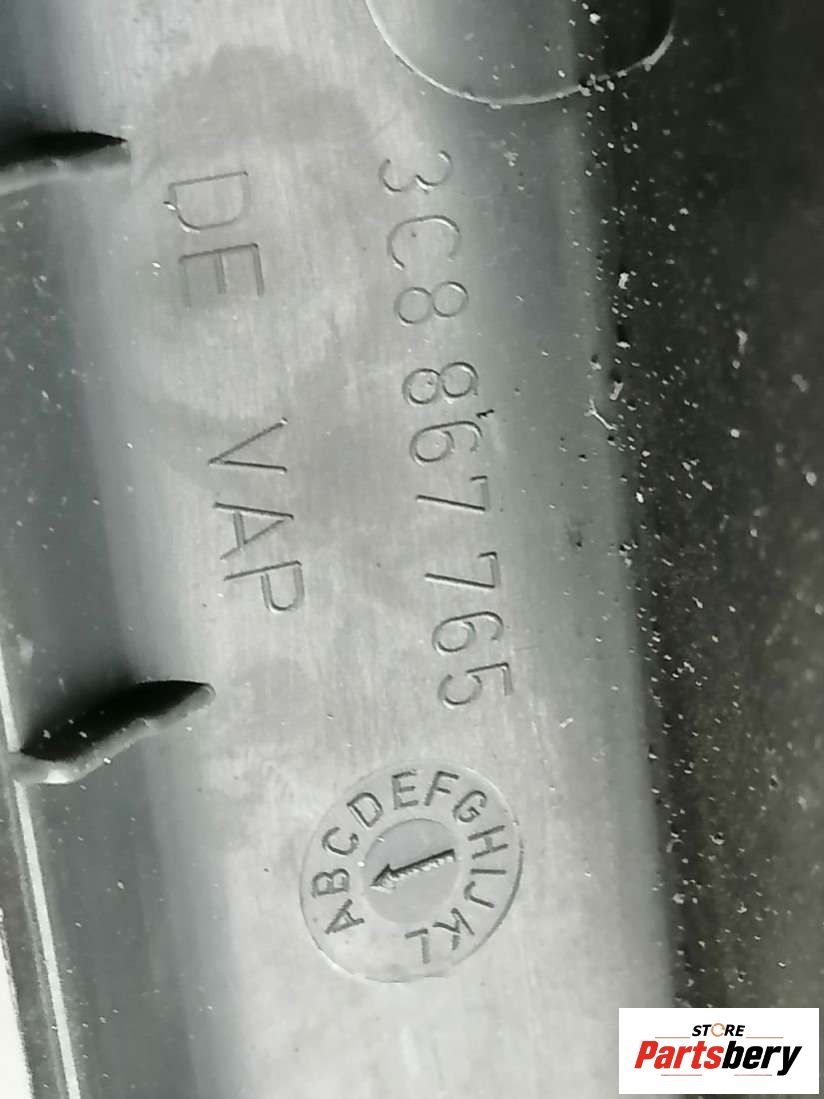 3C8 867 765
DE VAP
ABCDEFGHIJKL
STORE
Partsbery